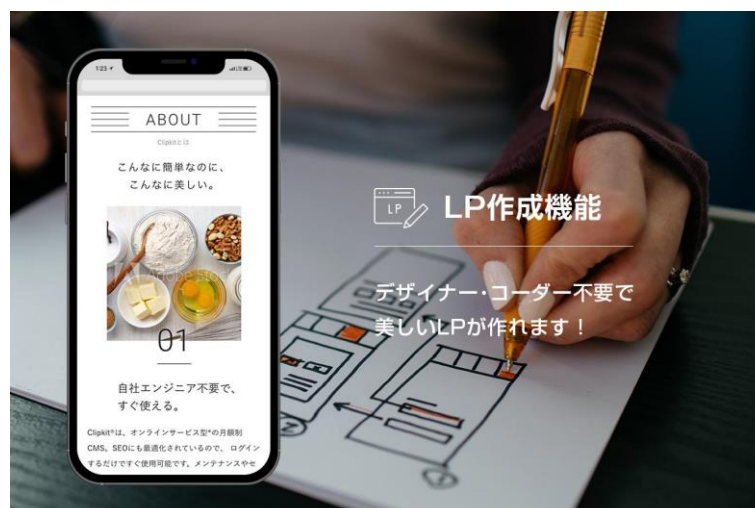 1:23
ABOUT
Clipkitとは
こんなに簡単なのに、
こんなに美しい。
Adobe
01
自社エンジニア不要で、
すぐ使える。
Clipkit®は、オンラインサービス型*の月額制
CMS。SEOにも最適化されているので、 ログイン
するだけですぐ使用可能です。メンテナンスやセ
LP
LP作成機能
デザイナー・コーダー不要で
美しいLPが作れます！